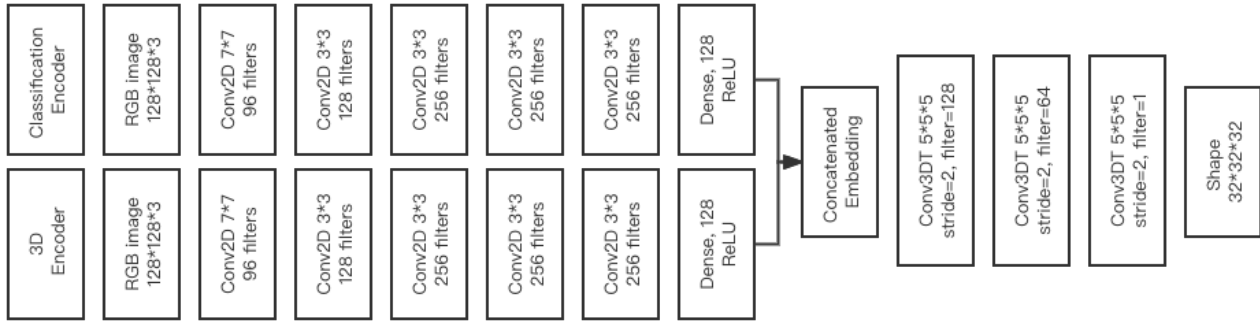 Classification
Encoder
RGB image
128*128*3
Conv2D 7*7
96 filters
Conv2D 3*3
128 filters
Conv2D 3*3
256 filters
Conv2D 3*3
256 filters
Conv2D 3*3
256 filters
Dense, 128
ReLU
3D
Encoder
RGB image
128*128*3
Conv2D 7*7
96 filters
Conv2D 3*3
128 filters
Conv2D 3*3
256 filters
Conv2D 3*3
256 filters
Conv2D 3*3
256 filters
Dense, 128
ReLU
Concatenated
Embedding
Conv3DT 5*5*5
stride=2, filter=128
Conv3DT 5*5*5
stride=2, filter=64
Conv3DT 5*5*5
stride=2, filter=1
Shape
32*32*32